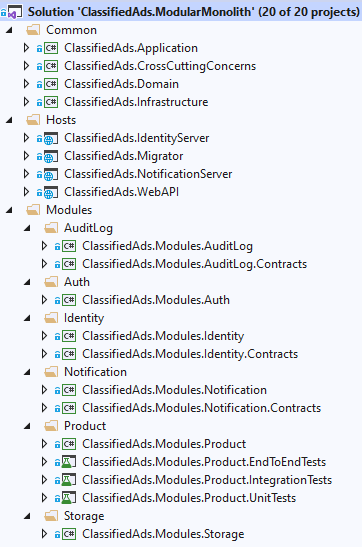 Solution 'ClassifiedAds.ModularMonolith' (20 of 20 projects)
Common
C# ClassifiedAds.Application
C# ClassifiedAds.CrossCuttingConcerns
C# ClassifiedAds.Domain
C# ClassifiedAds.Infrastructure
Hosts
ClassifiedAds.IdentityServer
ClassifiedAds.Migrator
ClassifiedAds.NotificationServer
ClassifiedAds.WebAPI
Modules
AuditLog
C# ClassifiedAds.Modules.AuditLog
C# ClassifiedAds.Modules.AuditLog.Contracts
Auth
C# ClassifiedAds.Modules.Auth
Identity
C# ClassifiedAds.Modules.Identity
C# ClassifiedAds.Modules.Identity.Contracts
Notification
C# ClassifiedAds.Modules.Notification
C# ClassifiedAds.Modules.Notification.Contracts
Product
C# ClassifiedAds.Modules.Product
ClassifiedAds.Modules.Product.EndToEndTests
ClassifiedAds.Modules.Product.IntegrationTests
ClassifiedAds.Modules.Product.UnitTests
Storage
C# ClassifiedAds.Modules.Storage